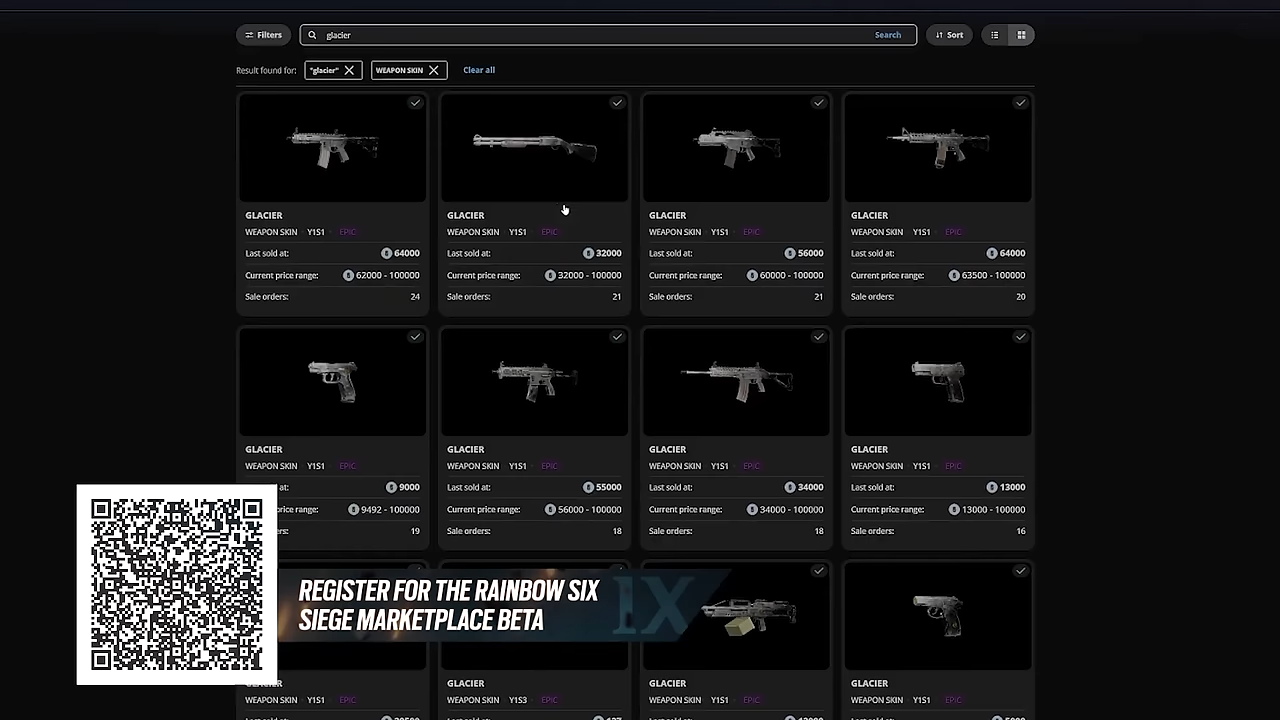 Filters
glacier
Search
Sort
Result found for:
"glacier"
WEAPON SKIN
Clear all
GLACIER
WEAPON SKIN Y1S1 EPIC
Last sold at: 64000
Current price range: 62000 - 100000
Sale orders: 24
GLACIER
WEAPON SKIN Y1S1 EPIC
Last sold at: 32000
Current price range: 32000 - 100000
Sale orders: 21
GLACIER
WEAPON SKIN Y1S1 EPIC
Last sold at: 56000
Current price range: 60000 - 100000
Sale orders: 21
GLACIER
WEAPON SKIN Y1S1 EPIC
Last sold at: 64000
Current price range: 63500 - 100000
Sale orders: 20
GLACIER
WEAPON SKIN Y1S1 EPIC
at: 9000
price range: 9492 - 100000
19
GLACIER
WEAPON SKIN Y1S1 EPIC
Last sold at: 55000
Current price range: 56000 - 100000
Sale orders: 18
GLACIER
WEAPON SKIN Y1S1 EPIC
Last sold at: 34000
Current price range: 34000 - 100000
Sale orders: 18
GLACIER
WEAPON SKIN Y1S1 EPIC
Last sold at: 13000
Current price range: 13000 - 100000
Sale orders: 16
REGISTER FOR THE RAINBOW SIX
SIEGE MARKETPLACE BETA
IX
GLACIER
WEAPON SKIN Y1S1 EPIC
GLACIER
WEAPON SKIN Y1S3 EPIC
GLACIER
WEAPON SKIN Y1S1 EPIC
GLACIER
WEAPON SKIN Y1S1 EPIC